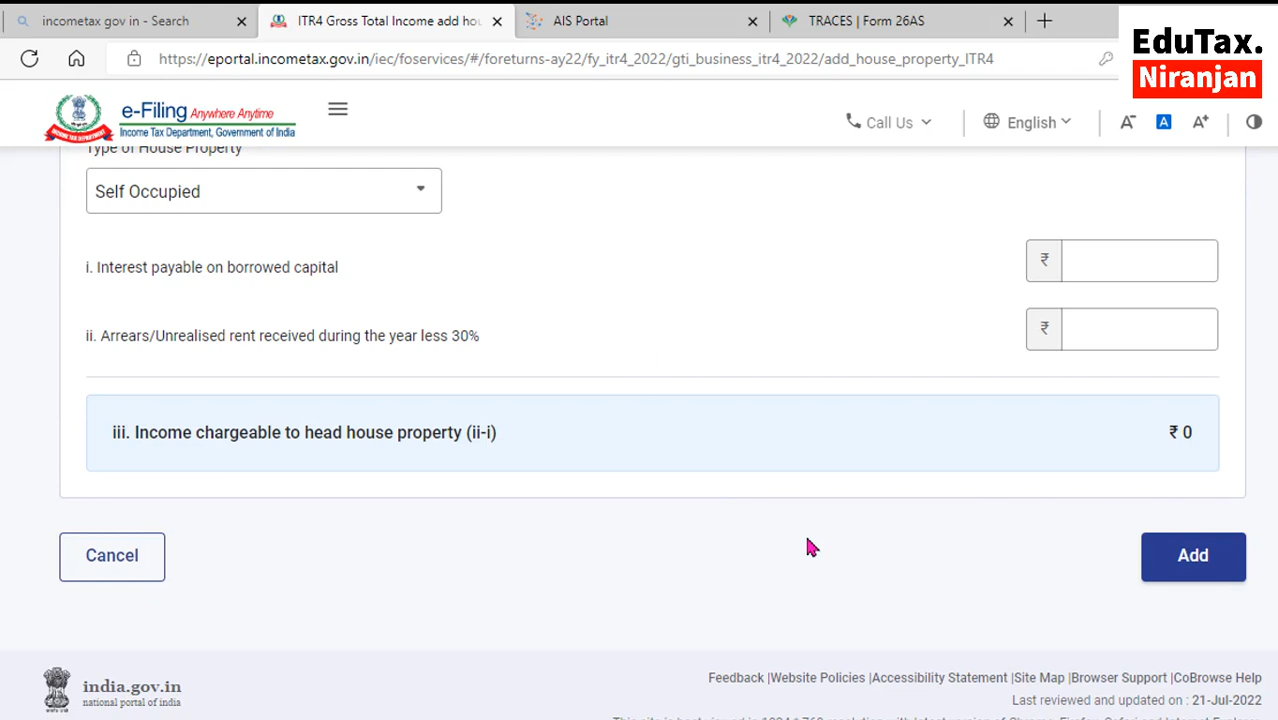 incometax gov in - Search
ITR4 Gross Total Income add hou
AIS Portal
TRACES | Form 26AS
https://eportal.incometax.gov.in/iec/foservices/#/foreturns-ay22/fy_itr4_2022/gti_business_itr4_2022/add_house_property_ITR4
EduTax.
Niranjan
e-Filing Anywhere Anytime
Income Tax Department, Government of India
Call Us
English
A-
A
A+
Type of House Property
Self Occupied
i. Interest payable on borrowed capital
₹
ii. Arrears/Unrealised rent received during the year less 30%
₹
iii. Income chargeable to head house property (ii-i)
₹ 0
Cancel
Add
india.gov.in
national portal of india
Feedback |Website Policies |Accessibility Statement |Site Map |Browser Support |CoBrowse Help
Last reviewed and updated on : 21-Jul-2022